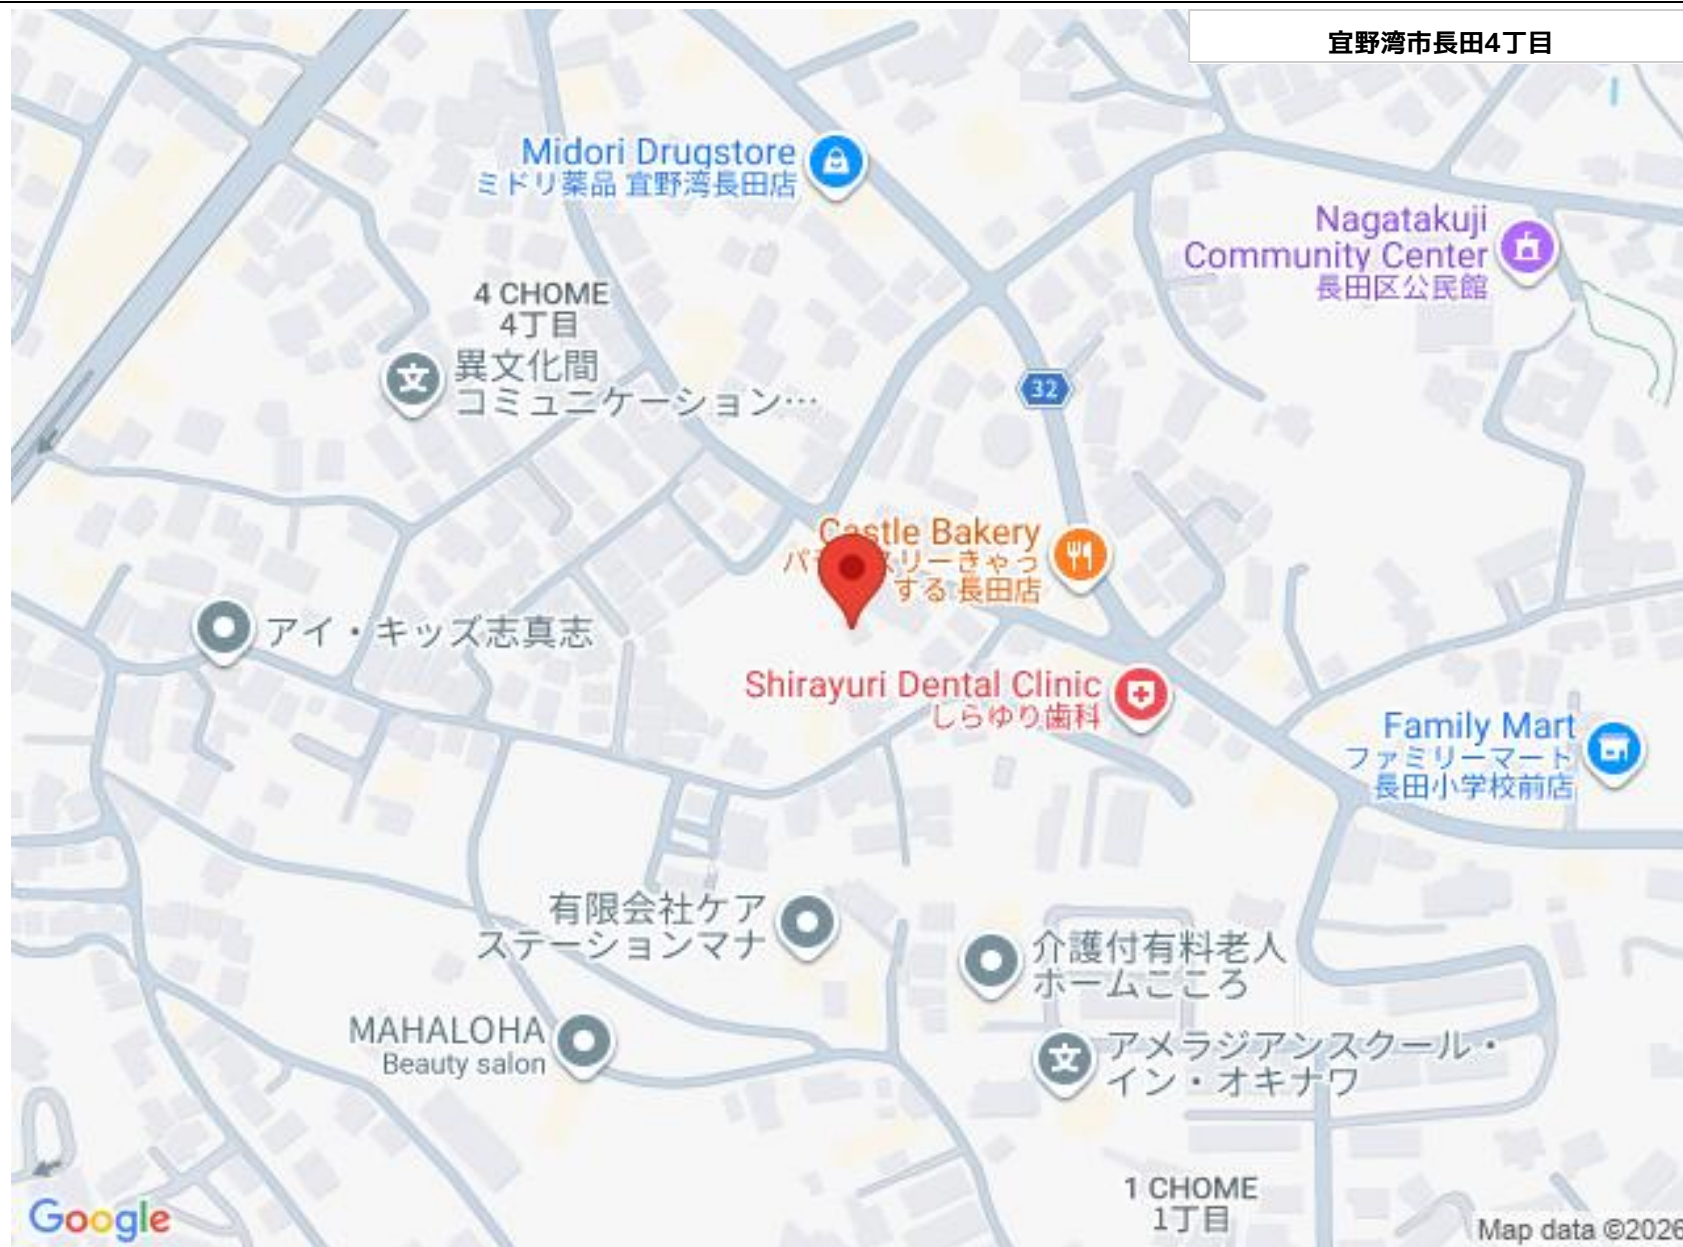 宜野湾市長田4丁目
Midori Drugstore
ミドリ薬品 宜野湾長田店
Nagatakuji
Community Center
長田区公民館
4 CHOME
4丁目
異文化間
コミュニケーション…
32
Castle Bakery
パ スリーきゃっ
する 長田店
アイ・キッズ志真志
Shirayuri Dental Clinic
しらゆり歯科
Family Mart
ファミリーマート
長田小学校前店
有限会社ケア
ステーションマナ
介護付有料老人
ホームこころ
MAHALOHA
Beauty salon
アメラジアンスクール・
イン・オキナワ
1 CHOME
1丁目
Google
Map data ©2026